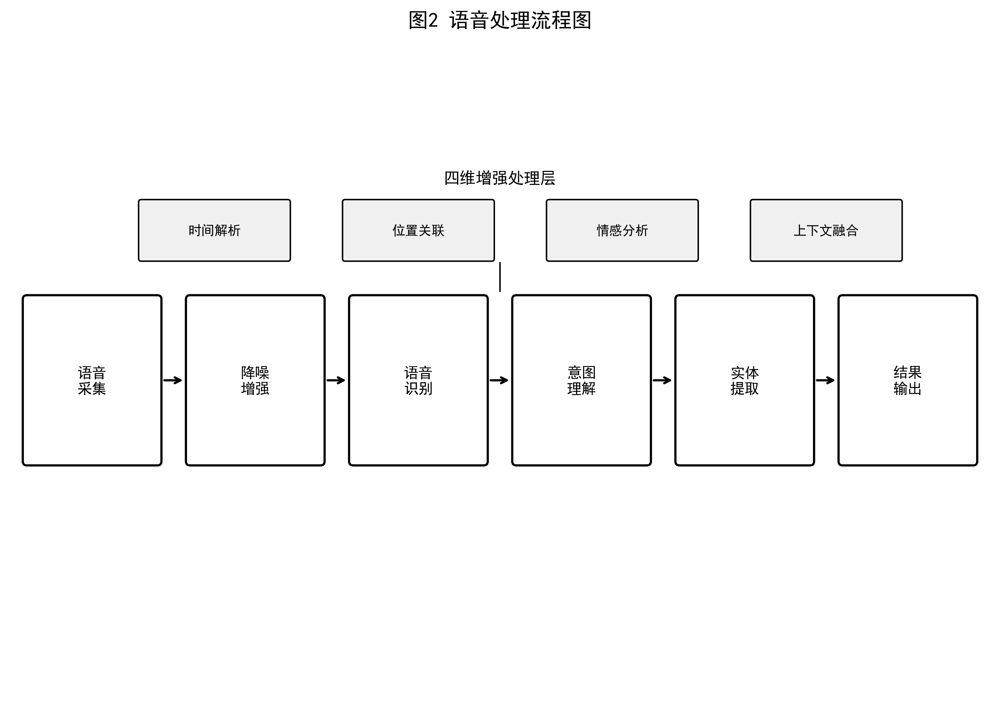 图2 语音处理流程图
四维增强处理层
时间解析
位置关联
情感分析
上下文融合
语音
采集
降噪
增强
语音
识别
意图
理解
实体
提取
结果
输出